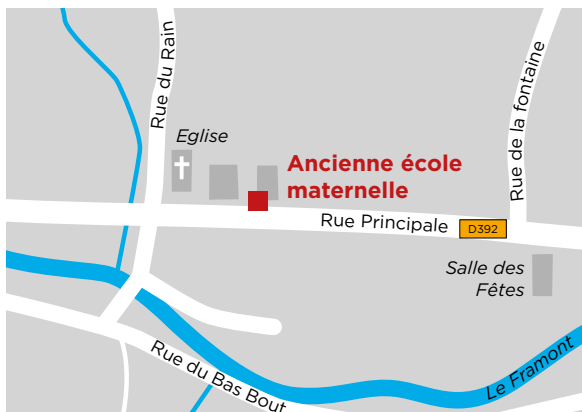 Rue du Rain
Rue de la fontaine
Eglise
Ancienne école
maternelle
Rue Principale
D392
Salle des
Fêtes
Le Framont
Rue du Bas Bout